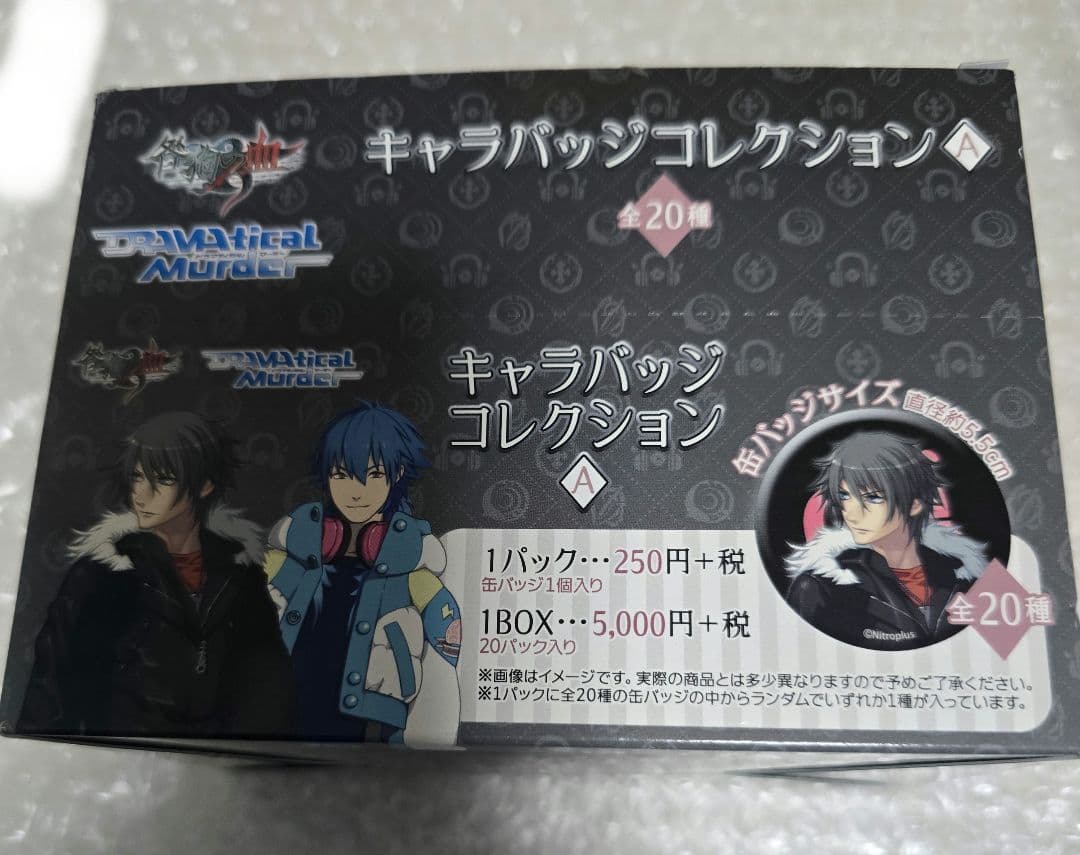 咎狗の血
キャラバッジコレクション A
全20種
DRAMAtical
Murder
咎狗の血
DRAMAtical
Murder
キャラバッジ
コレクション
A
缶バッジサイズ 直径約5.5cm
1パック…250円+税
缶バッジ1個入り
1BOX…5,000円+税
20パック入り
©Nitroplus
全20種
※画像はイメージです。実際の商品とは多少異なりますので予めご了承ください。
※1パックに全20種の缶バッジの中からランダムでいずれか1種が入っています。